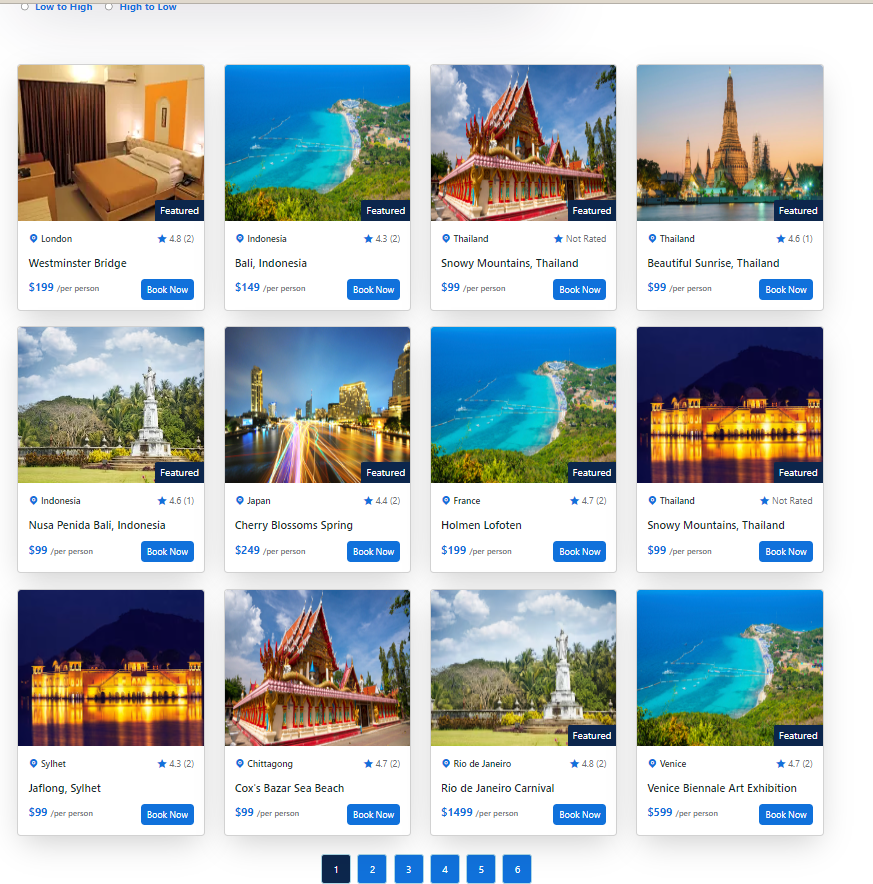 Low to High High to Low
Featured Featured Featured Featured
London 4.8 (2) Indonesia 4.3 (2) Thailand Not Rated Thailand 4.6 (1)
Westminster Bridge Bali, Indonesia Snowy Mountains, Thailand Beautiful Sunrise, Thailand
$199 /per person Book Now $149 /per person Book Now $99 /per person Book Now $99 /per person Book Now
Featured Featured Featured Featured
Indonesia 4.6 (1) Japan 4.4 (2) France 4.7 (2) Thailand Not Rated
Nusa Penida Bali, Indonesia Cherry Blossoms Spring Holmen Lofoten Snowy Mountains, Thailand
$99 /per person Book Now $249 /per person Book Now $199 /per person Book Now $99 /per person Book Now
Featured Featured
Sylhet 4.3 (2) Chittagong 4.7 (2) Rio de Janeiro 4.8 (2) Venice 4.7 (2)
Jaflong, Sylhet Cox's Bazar Sea Beach Rio de Janeiro Carnival Venice Biennale Art Exhibition
$99 /per person Book Now $99 /per person Book Now $1499 /per person Book Now $599 /per person Book Now
1 2 3 4 5 6